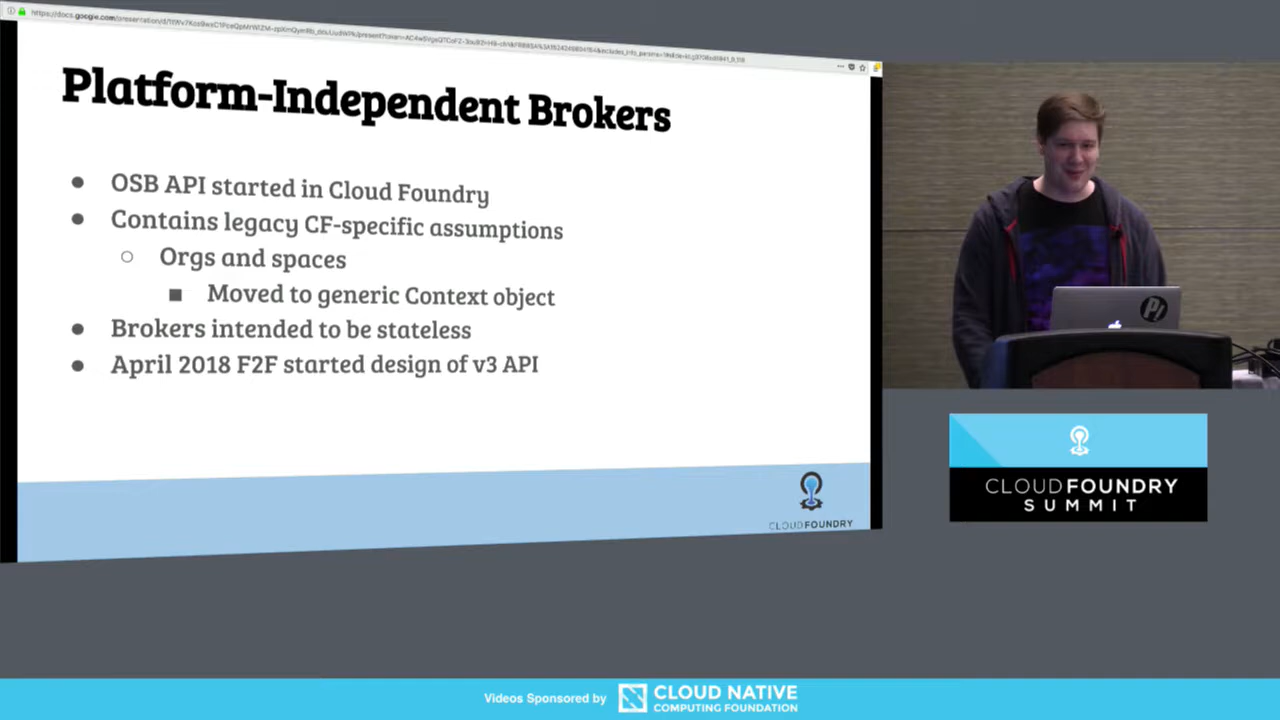 Platform-Independent Brokers
● OSB API started in Cloud Foundry
● Contains legacy CF-specific assumptions
○ Orgs and spaces
■ Moved to generic Context object
● Brokers intended to be stateless
● April 2018 F2F started design of v3 API
CLOUDFOUNDRY
P!
CLOUDFOUNDRY
SUMMIT
Videos Sponsored by
CLOUD NATIVE
COMPUTING FOUNDATION